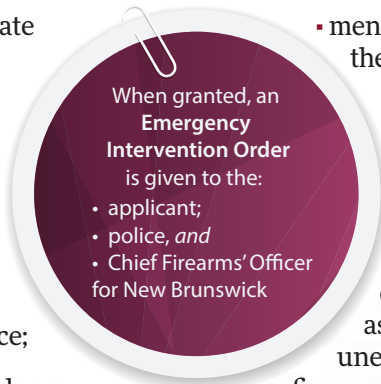 When granted, an
Emergency
Intervention Order
is given to the:
• applicant;
• police, and
• Chief Firearms' Officer
for New Brunswick
the